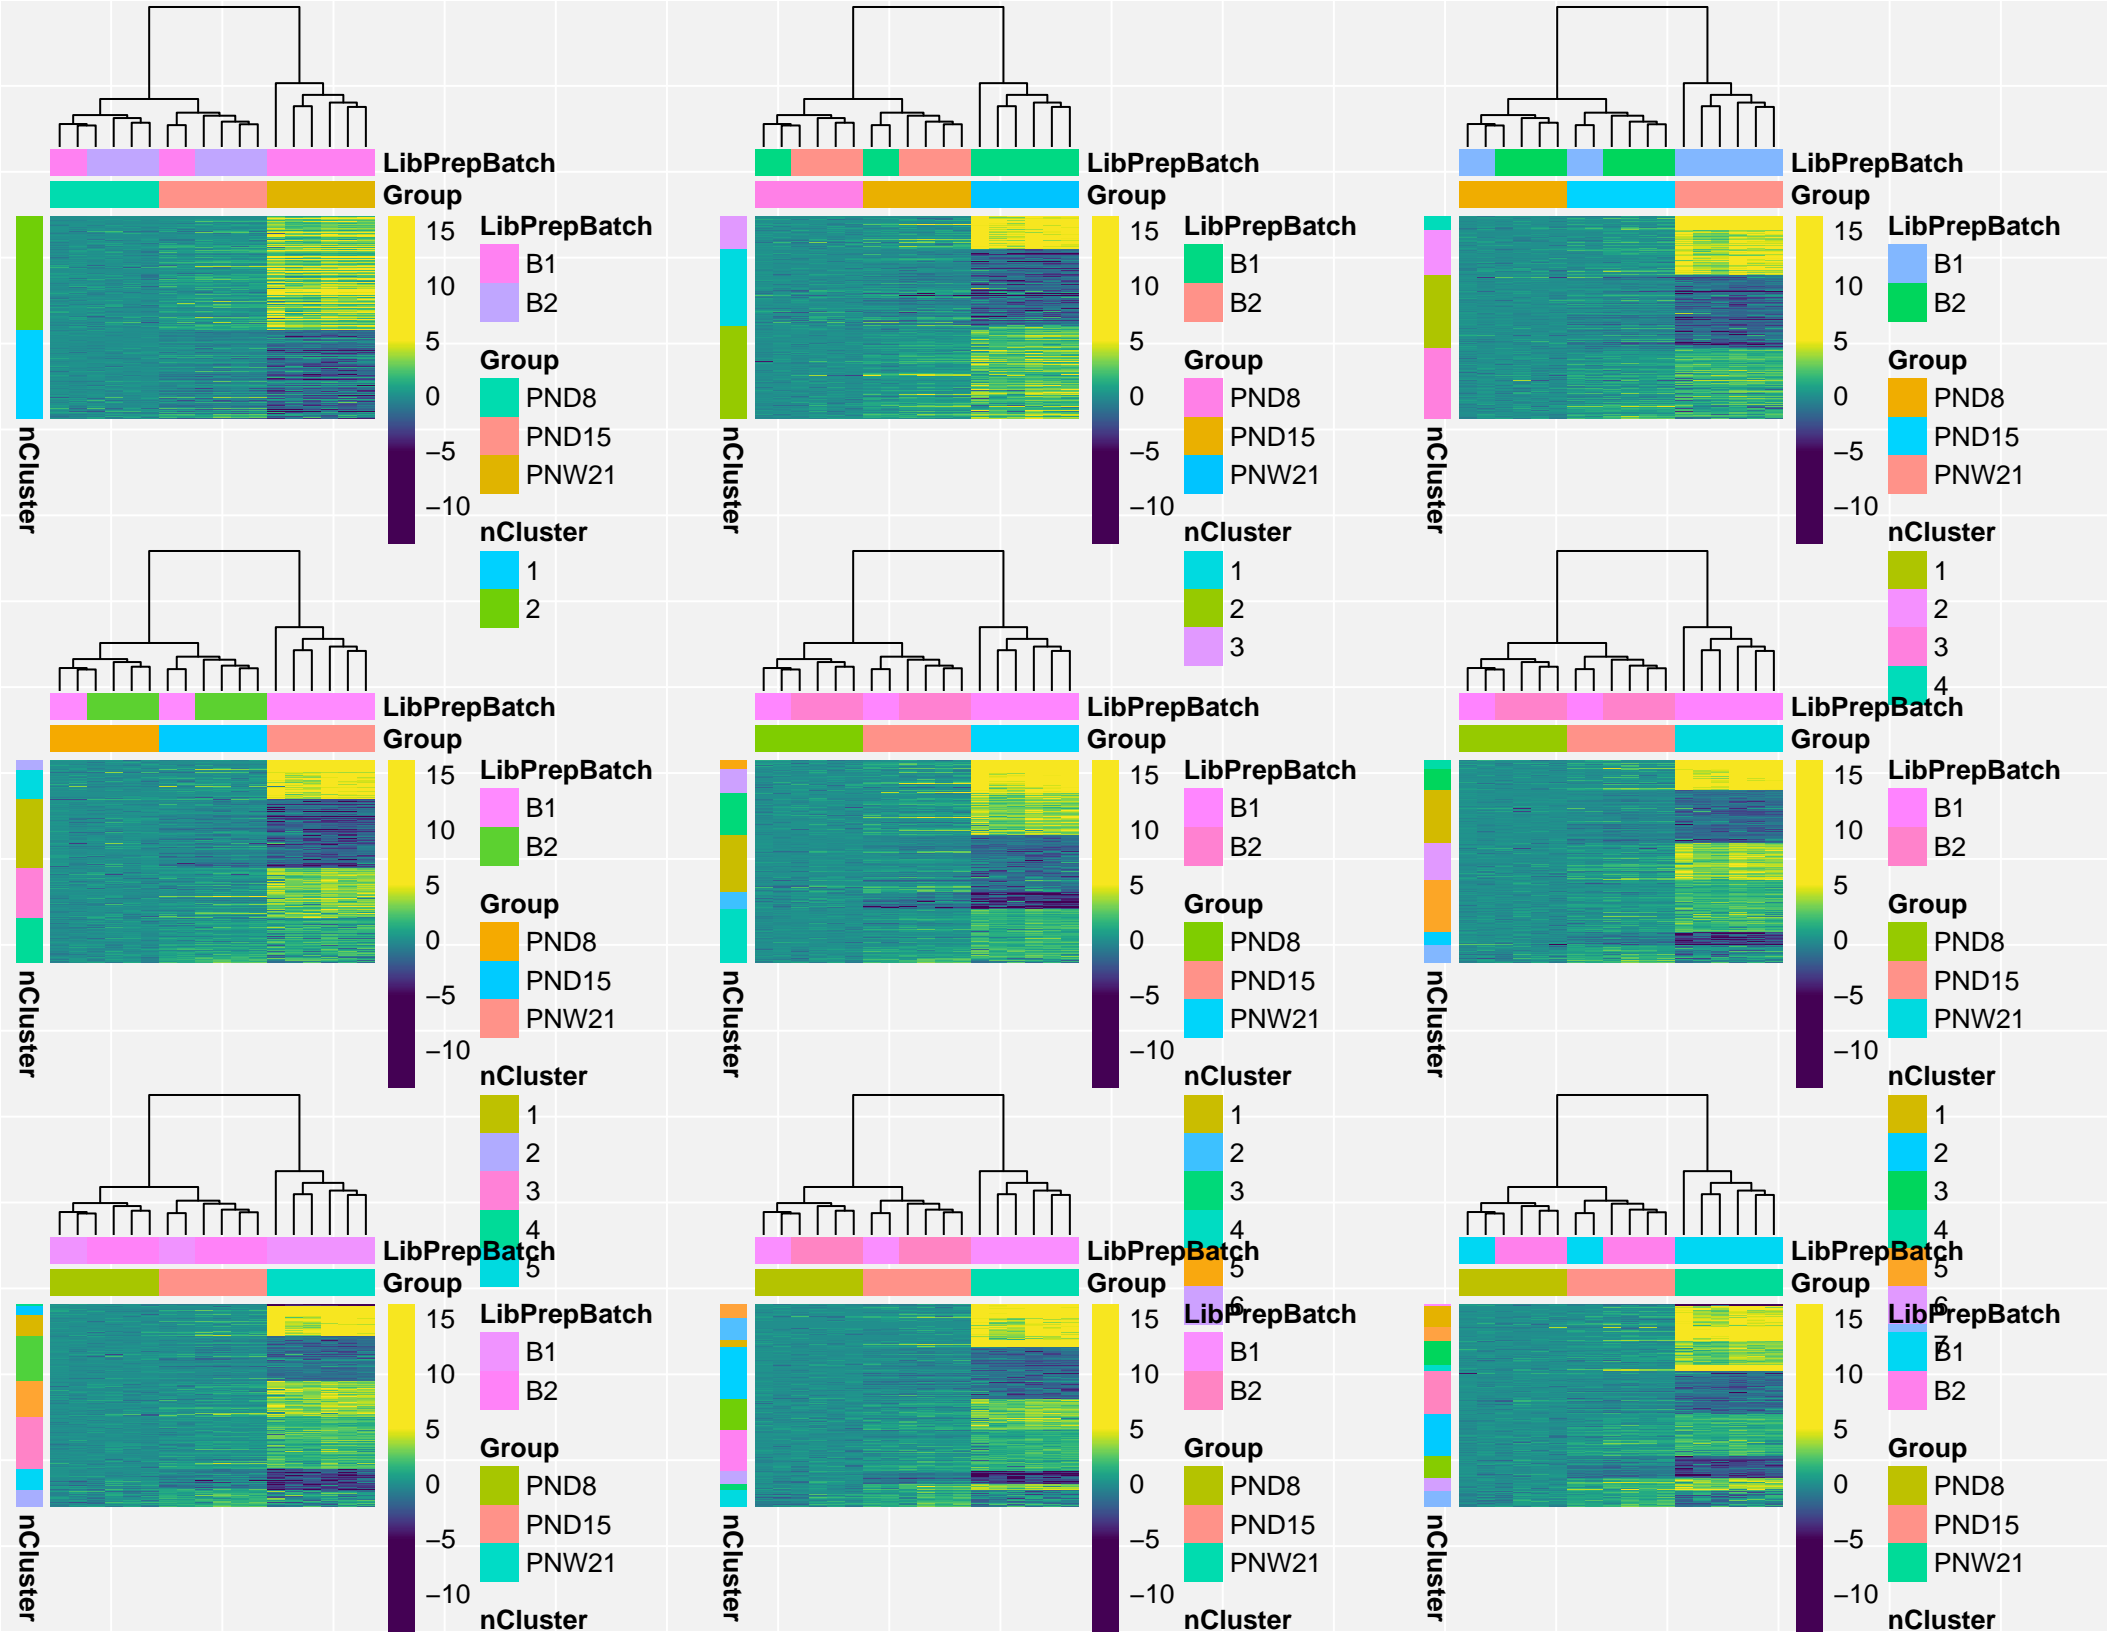 LibPrepBatch
Group
15
10
5
0
−5
−10
nCluster
LibPrepBatch
B1
B2
Group
PND8
PND15
PNW21
nCluster
1
2
LibPrepBatch
Group
15
10
5
0
−5
−10
nCluster
LibPrepBatch
B1
B2
Group
PND8
PND15
PNW21
nCluster
1
2
3
LibPrepBatch
Group
15
10
5
0
−5
−10
nCluster
LibPrepBatch
B1
B2
Group
PND8
PND15
PNW21
nCluster
1
2
3
4
LibPrepBatch
Group
15
10
5
0
−5
−10
nCluster
LibPrepBatch
B1
B2
Group
PND8
PND15
PNW21
nCluster
1
2
3
4
5
LibPrepBatch
Group
15
10
5
0
−5
−10
nCluster
LibPrepBatch
B1
B2
Group
PND8
PND15
PNW21
nCluster
1
2
3
4
5
6
LibPrepBatch
Group
15
10
5
0
−5
−10
nCluster
LibPrepBatch
B1
B2
Group
PND8
PND15
PNW21
nCluster
1
2
3
4
5
6
7
LibPrepBatch
Group
15
10
5
0
−5
−10
nCluster
LibPrepBatch
B1
B2
Group
PND8
PND15
PNW21
nCluster
LibPrepBatch
Group
15
10
5
0
−5
−10
nCluster
LibPrepBatch
B1
B2
Group
PND8
PND15
PNW21
nCluster
LibPrepBatch
Group
15
10
5
0
−5
−10
nCluster
LibPrepBatch
B1
B2
Group
PND8
PND15
PNW21
nCluster